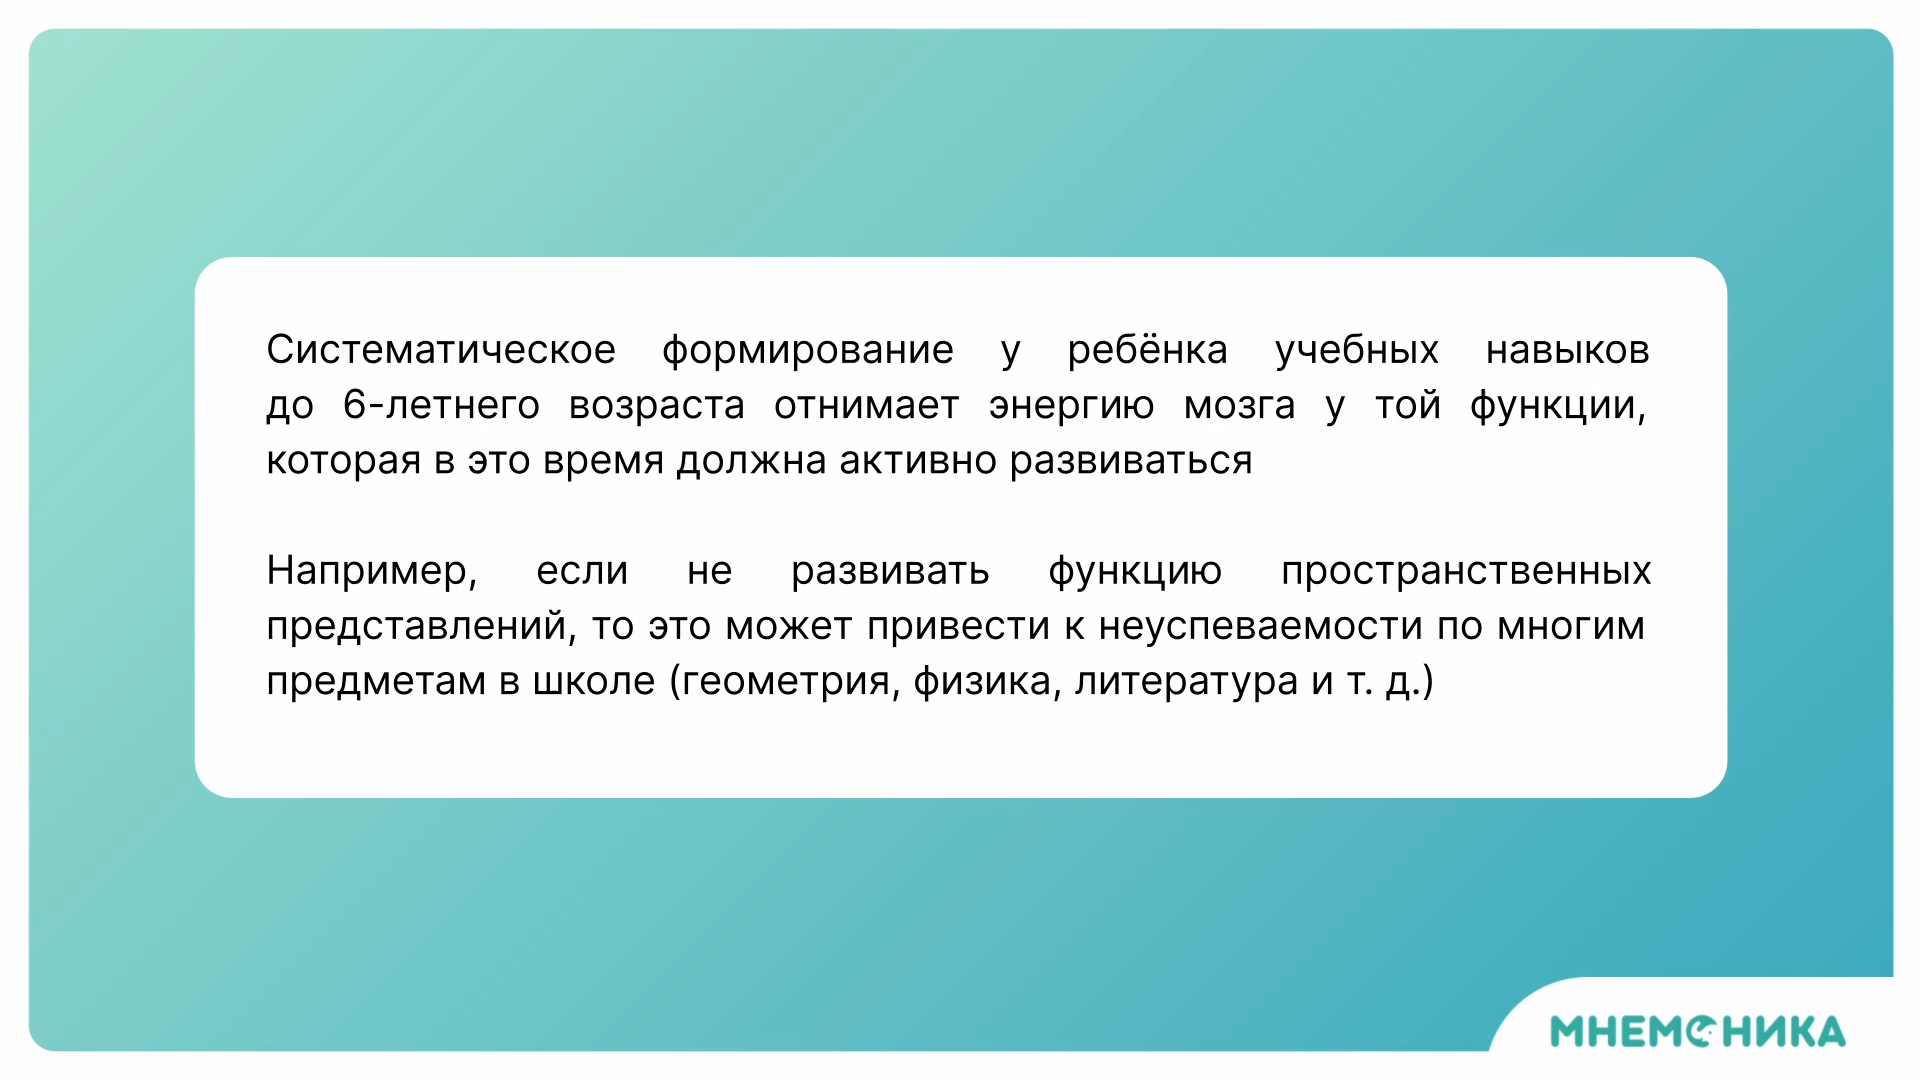 Систематическое формирование у ребёнка учебных навыков
до 6-летнего возраста отнимает энергию мозга у той функции,
которая в это время должна активно развиваться
Например, если не развивать функцию пространственных
представлений, то это может привести к неуспеваемости по многим
предметам в школе (геометрия, физика, литература и т. д.)
МНЕМОНИКА